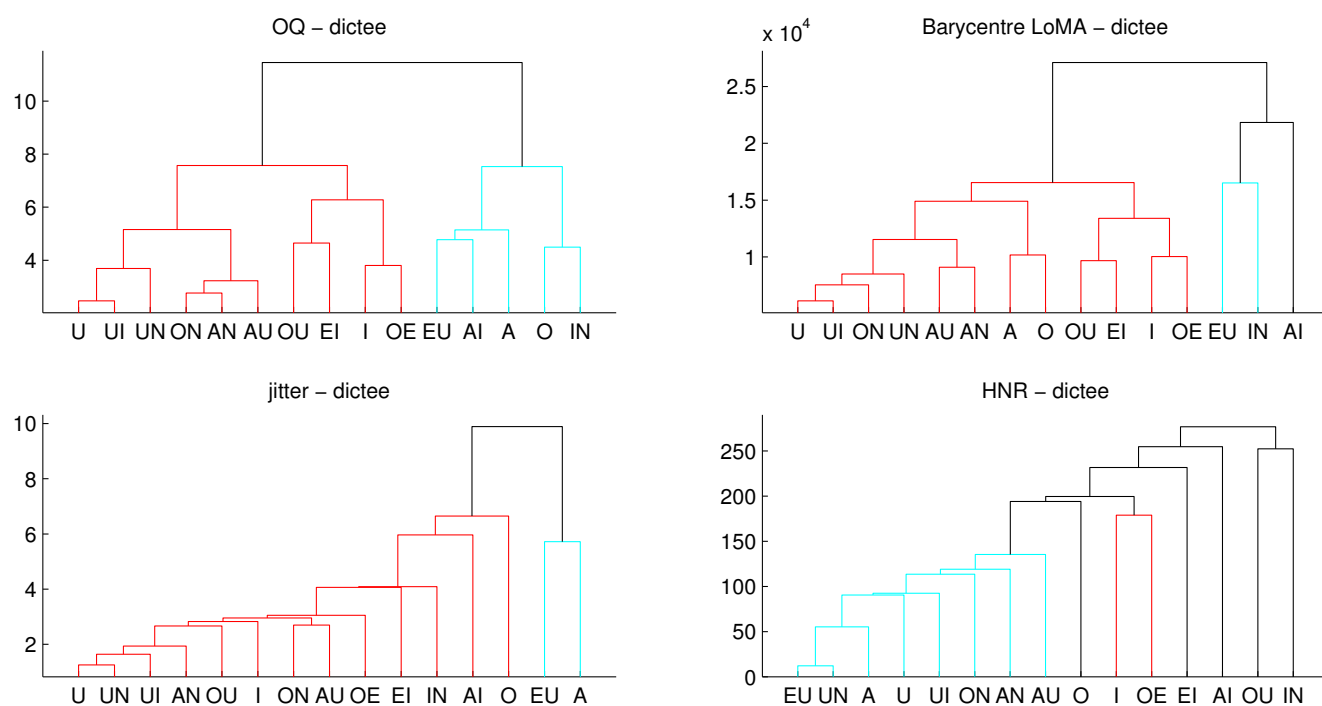 OQ – dictee
10
8
6
4
U UI UN ON AN AU OU EI I OE EU AI A O IN
Barycentre LoMA – dictee
x 10^4
2.5
2
1.5
1
U UI ON UN AU AN A O OU EI I OE EU IN AI
jitter – dictee
10
8
6
4
2
U UN UI AN OU I ON AU OE EI IN AI O EU A
HNR – dictee
250
200
150
100
50
0
EU UN A U UI ON AN AU O I OE EI AI OU IN